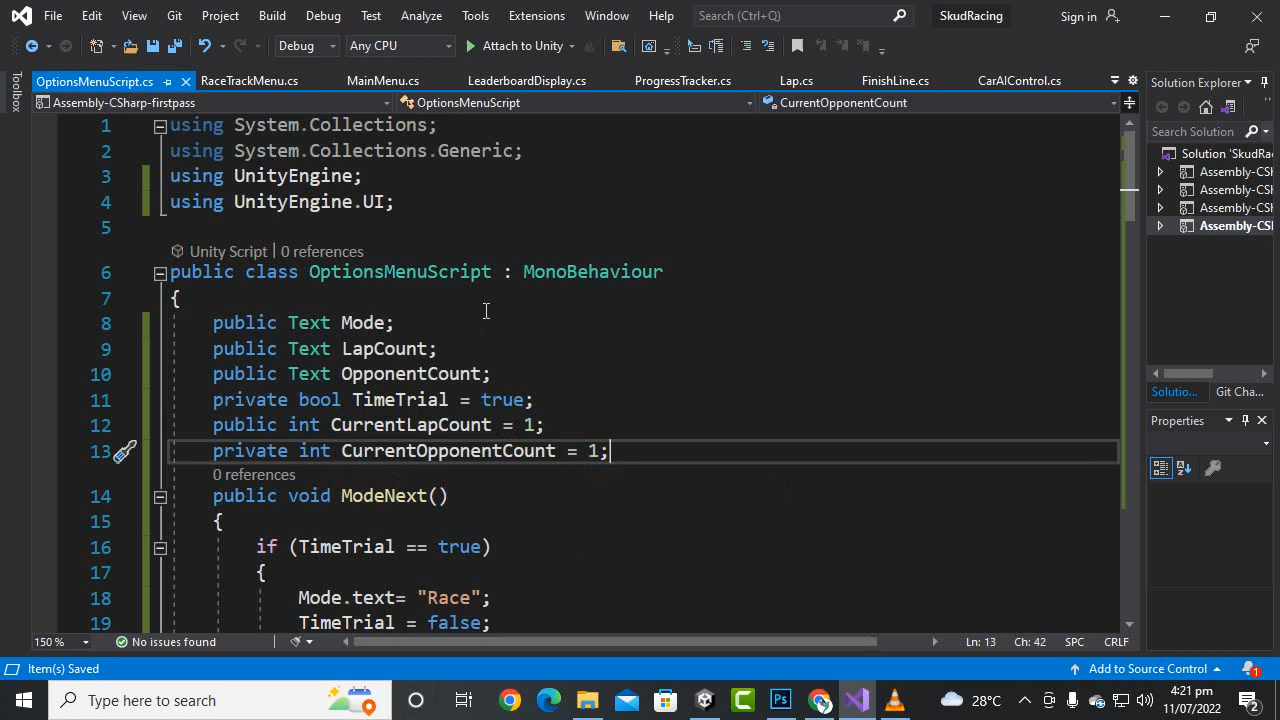 File Edit View Git Project Build Debug Test Analyze Tools Extensions Window Help Search (Ctrl+Q) SkudRacing Sign in
Debug Any CPU Attach to Unity
OptionsMenuScript.cs RaceTrackMenu.cs MainMenu.cs LeaderboardDisplay.cs ProgressTracker.cs Lap.cs FinishLine.cs CarAIControl.cs Solution Explorer
Toolbox
Assembly-CSharp-firstpass OptionsMenuScript CurrentOpponentCount
Search Solution
Solution 'SkudRacing
Assembly-CSH
Assembly-CSH
Assembly-CSH
Assembly-CSH
1 using System.Collections;
2 using System.Collections.Generic;
3 using UnityEngine;
4 using UnityEngine.UI;
5
Unity Script | 0 references
6 public class OptionsMenuScript : MonoBehaviour
7 {
8 public Text Mode;
9 public Text LapCount;
10 public Text OpponentCount;
11 private bool TimeTrial = true;
12 public int CurrentLapCount = 1;
13 private int CurrentOpponentCount = 1;
0 references
14 public void ModeNext()
15 {
16 if (TimeTrial == true)
17 {
18 Mode.text= "Race";
19 TimeTrial = false;
Solutio... Git Cha...
Properties
150 % No issues found Ln: 13 Ch: 42 SPC CRLF
Item(s) Saved Add to Source Control 2
Type here to search 28°C 4:21 pm
11/07/2022 2